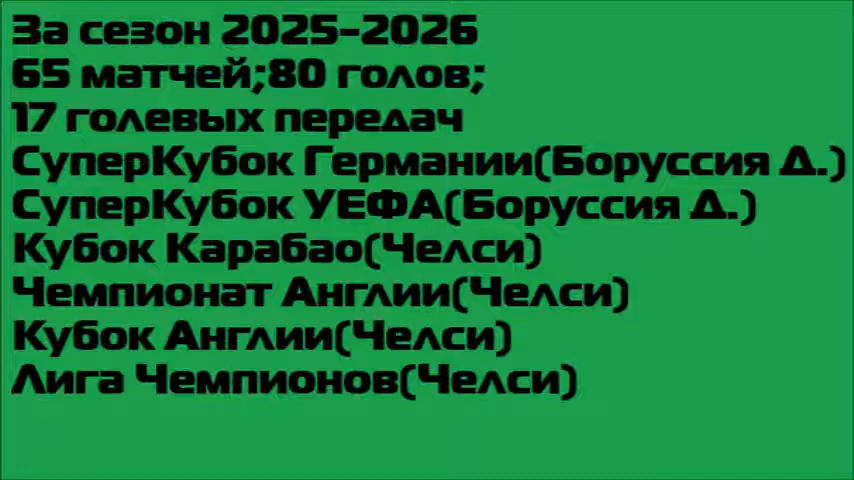 За сезон 2025-2026
65 матчей;80 голов;
17 голевых передач
СуперКубок Германии(Боруссия Д.)
СуперКубок УЕФА(Боруссия Д.)
Кубок Карабао(Челси)
Чемпионат Англии(Челси)
Кубок Англии(Челси)
Лига Чемпионов(Челси)